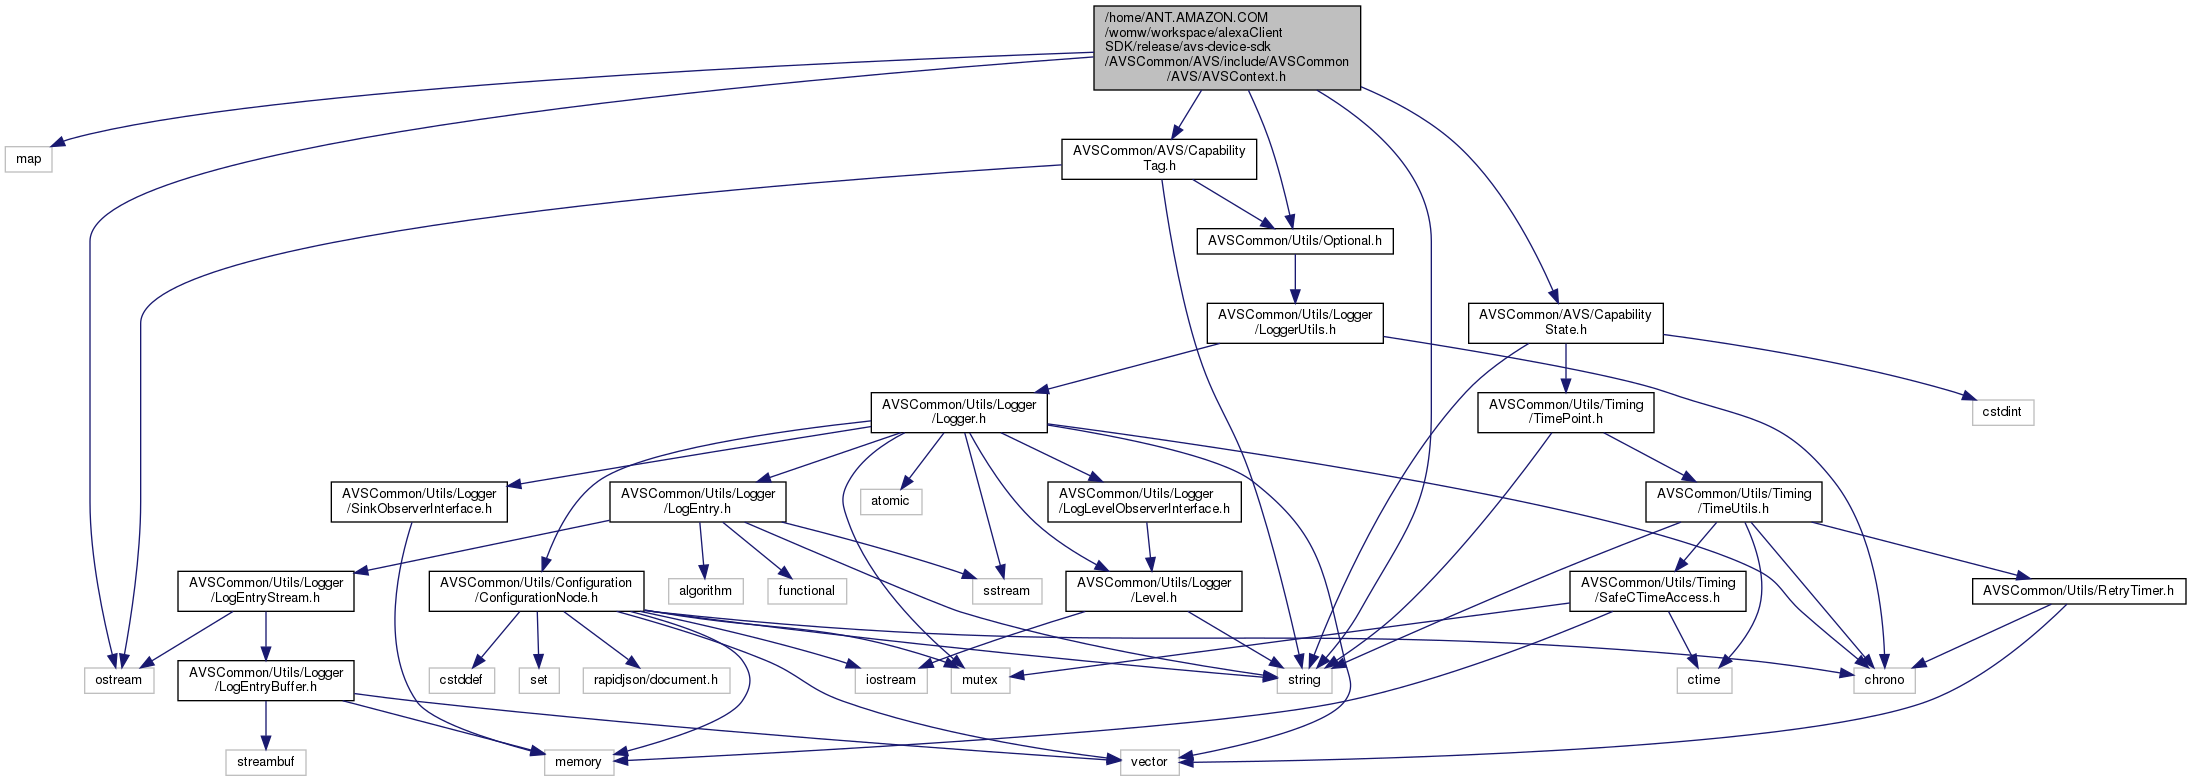 /home/ANT.AMAZON.COM
/womw/workspace/alexaClient
SDK/release/avs-device-sdk
/AVSCommon/AVS/include/AVSCommon
/AVS/AVSContext.h
map
AVSCommon/AVS/Capability
Tag.h
AVSCommon/Utils/Optional.h
AVSCommon/Utils/Logger
/LoggerUtils.h
AVSCommon/AVS/Capability
State.h
AVSCommon/Utils/Logger
/Logger.h
AVSCommon/Utils/Timing
/TimePoint.h
cstdint
AVSCommon/Utils/Logger
/SinkObserverInterface.h
AVSCommon/Utils/Logger
/LogEntry.h
atomic
AVSCommon/Utils/Logger
/LogLevelObserverInterface.h
AVSCommon/Utils/Timing
/TimeUtils.h
AVSCommon/Utils/Logger
/LogEntryStream.h
AVSCommon/Utils/Configuration
/ConfigurationNode.h
algorithm
functional
sstream
AVSCommon/Utils/Logger
/Level.h
AVSCommon/Utils/Timing
/SafeCTimeAccess.h
AVSCommon/Utils/RetryTimer.h
ostream
AVSCommon/Utils/Logger
/LogEntryBuffer.h
cstddef
set
rapidjson/document.h
iostream
mutex
string
ctime
chrono
streambuf
memory
vector